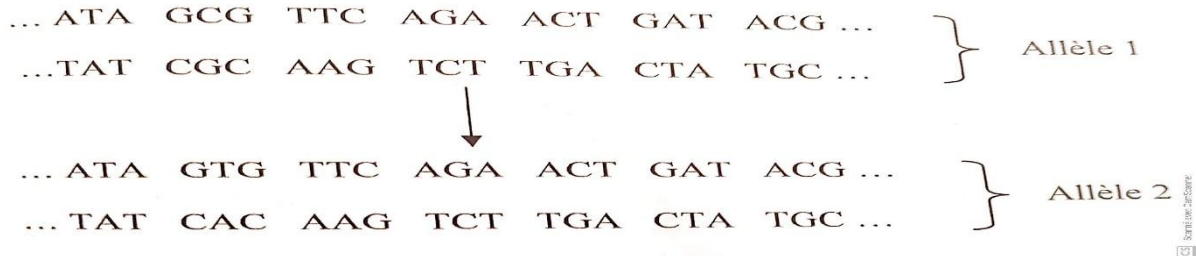 ... ATA GCG TTC AGA ACT GAT ACG ...
...TAT CGC AAG TCT TGA CTA TGC ...
Allèle 1
... ATA GTG TTC AGA ACT GAT ACG ...
... TAT CAC AAG TCT TGA CTA TGC ...
Allèle 2
CS